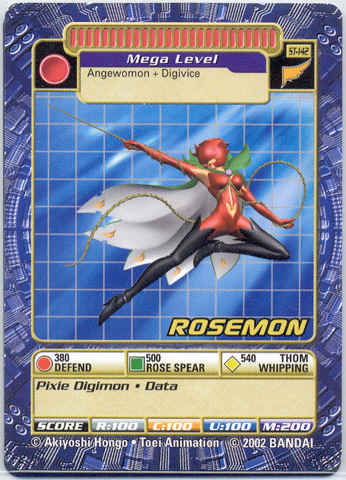 ST-142
Mega Level
Angewomon + Digivice
ROSEMON
380 DEFEND
500 ROSE SPEAR
540 THOM WHIPPING
Pixie Digimon • Data
SCORE R:100 C:100 U:100 M:200
© Akiyoshi Hongo • Toei Animation © 2002 BANDAI